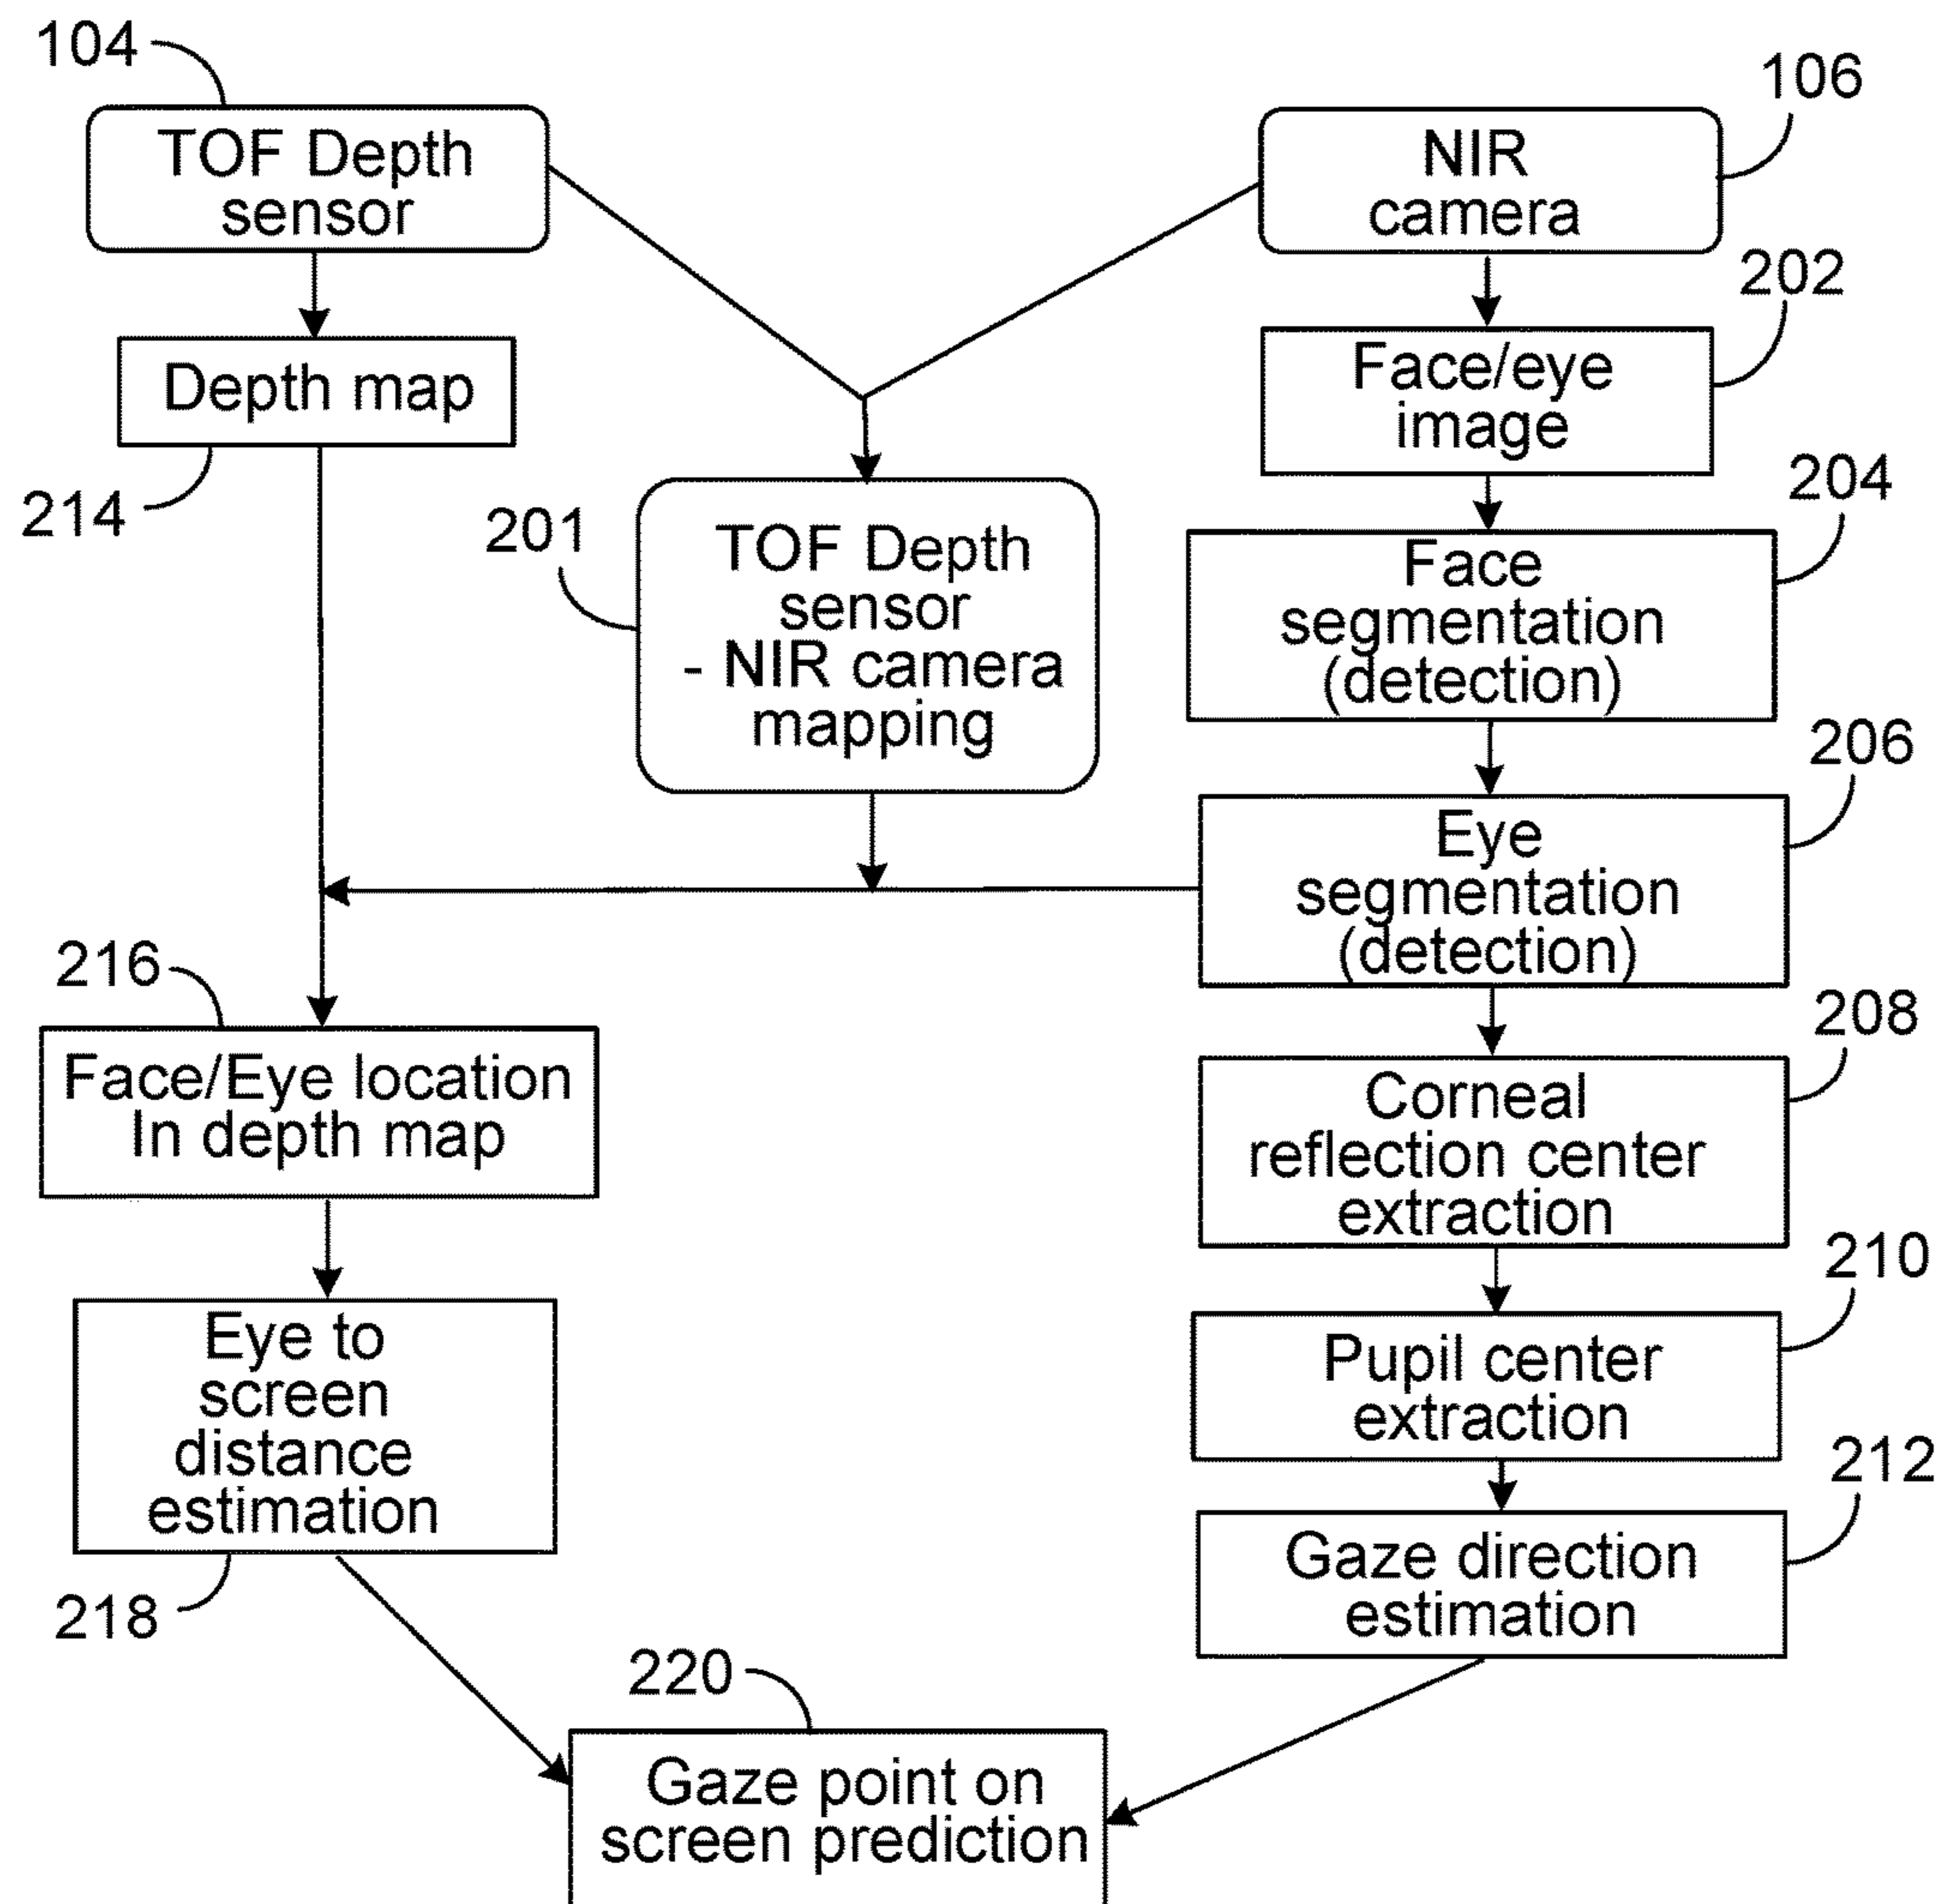 104
TOF Depth
sensor
106
NIR
camera
202
Face/eye
image
Depth map
214
201
TOF Depth
sensor
- NIR camera
mapping
204
Face
segmentation
(detection)
206
Eye
segmentation
(detection)
216
Face/Eye location
In depth map
208
Corneal
reflection center
extraction
Eye to
screen
distance
estimation
218
210
Pupil center
extraction
212
Gaze direction
estimation
220
Gaze point on
screen prediction